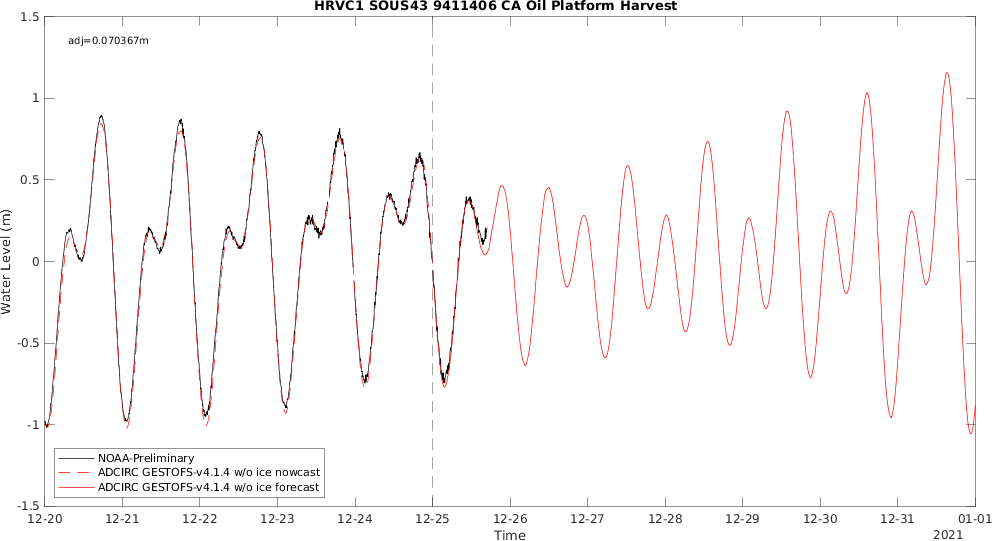 HRVC1 SOUS43 9411406 CA Oil Platform Harvest
1.5
adj=0.070367m
1
0.5
0
-0.5
-1
-1.5
Water Level (m)
NOAA-Preliminary
ADCIRC GESTOFS-v4.1.4 w/o ice nowcast
ADCIRC GESTOFS-v4.1.4 w/o ice forecast
12-20 12-21 12-22 12-23 12-24 12-25 12-26 12-27 12-28 12-29 12-30 12-31 01-01
Time
2021